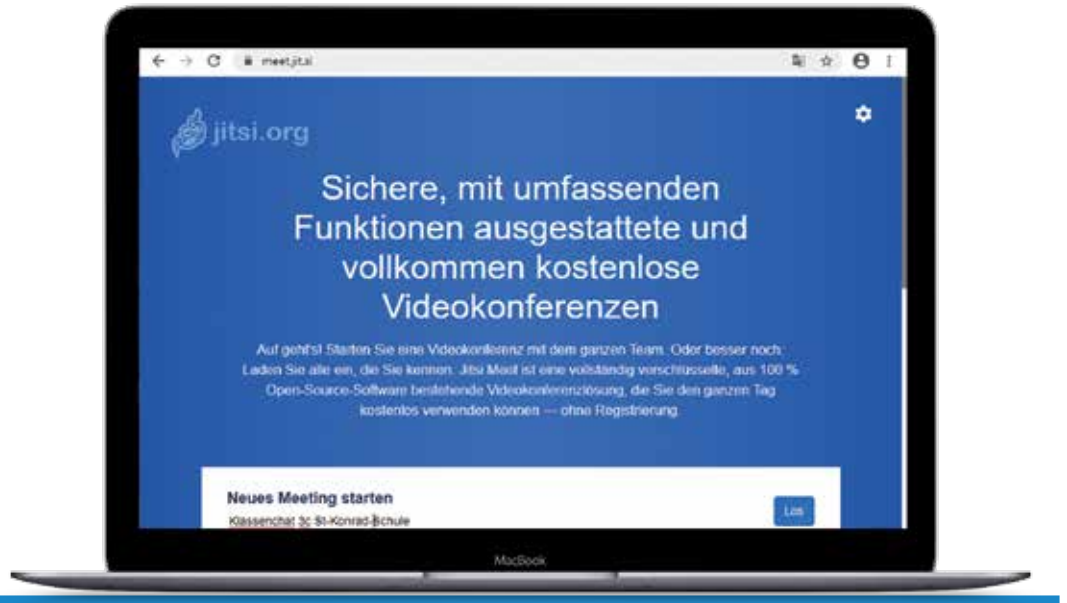 meet.jit.si
jitsi.org
Sichere, mit umfassenden
Funktionen ausgestattete und
vollkommen kostenlose
Videokonferenzen
Auf geht's! Starten Sie eine Videokonferenz mit dem ganzen Team. Oder besser noch:
Laden Sie alle ein, die Sie kennen. Jitsi Meet ist eine vollständig verschlüsselte, aus 100 %
Open-Source-Software bestehende Videokonferenzlösung, die Sie den ganzen Tag
kostenlos verwenden können — ohne Registrierung.
Neues Meeting starten
Klassenchat 3c St-Konrad-Schule
Los
MacBook